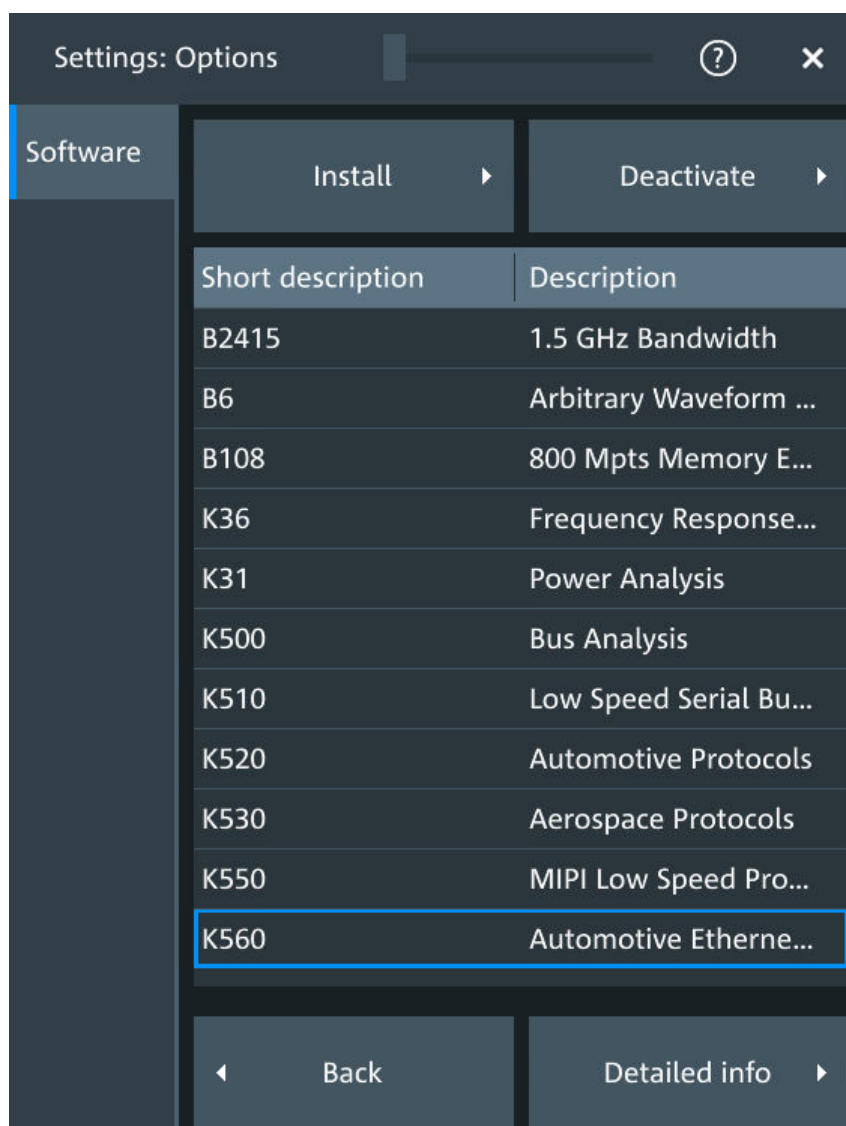 Settings: Options ? ×
Software
Install Deactivate
Short description Description
B2415 1.5 GHz Bandwidth
B6 Arbitrary Waveform ...
B108 800 Mpts Memory E...
K36 Frequency Response...
K31 Power Analysis
K500 Bus Analysis
K510 Low Speed Serial Bu...
K520 Automotive Protocols
K530 Aerospace Protocols
K550 MIPI Low Speed Pro...
K560 Automotive Etherne...
Back Detailed info